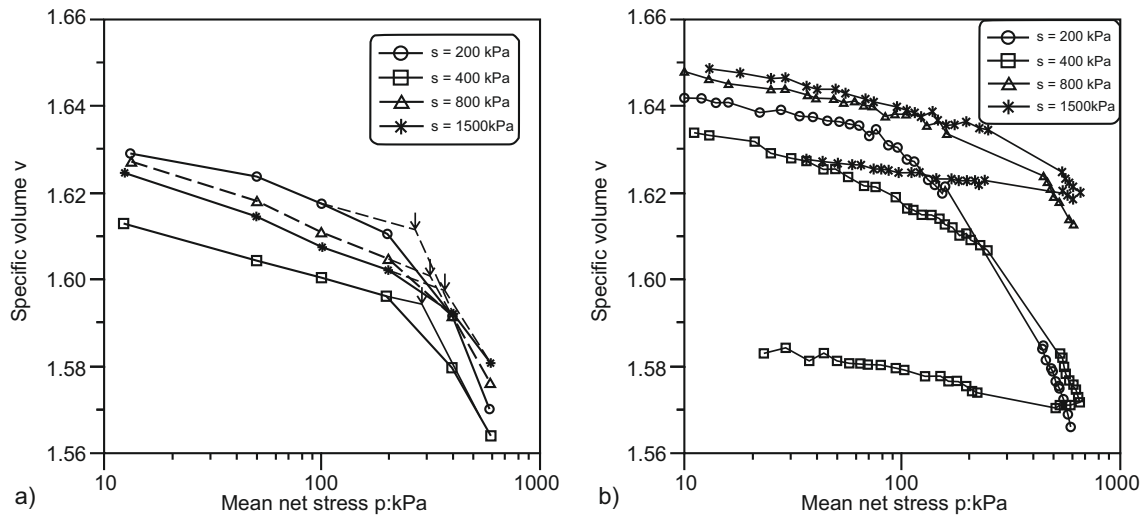 1.66
1.64
1.62
1.60
1.58
1.56
Specific volume v
s = 200 kPa
s = 400 kPa
s = 800 kPa
s = 1500kPa
10
100
1000
Mean net stress p:kPa
a)
1.66
1.64
1.62
1.60
1.58
1.56
Specific volume v
s = 200 kPa
s = 400 kPa
s = 800 kPa
s = 1500kPa
10
100
1000
Mean net stress p:kPa
b)